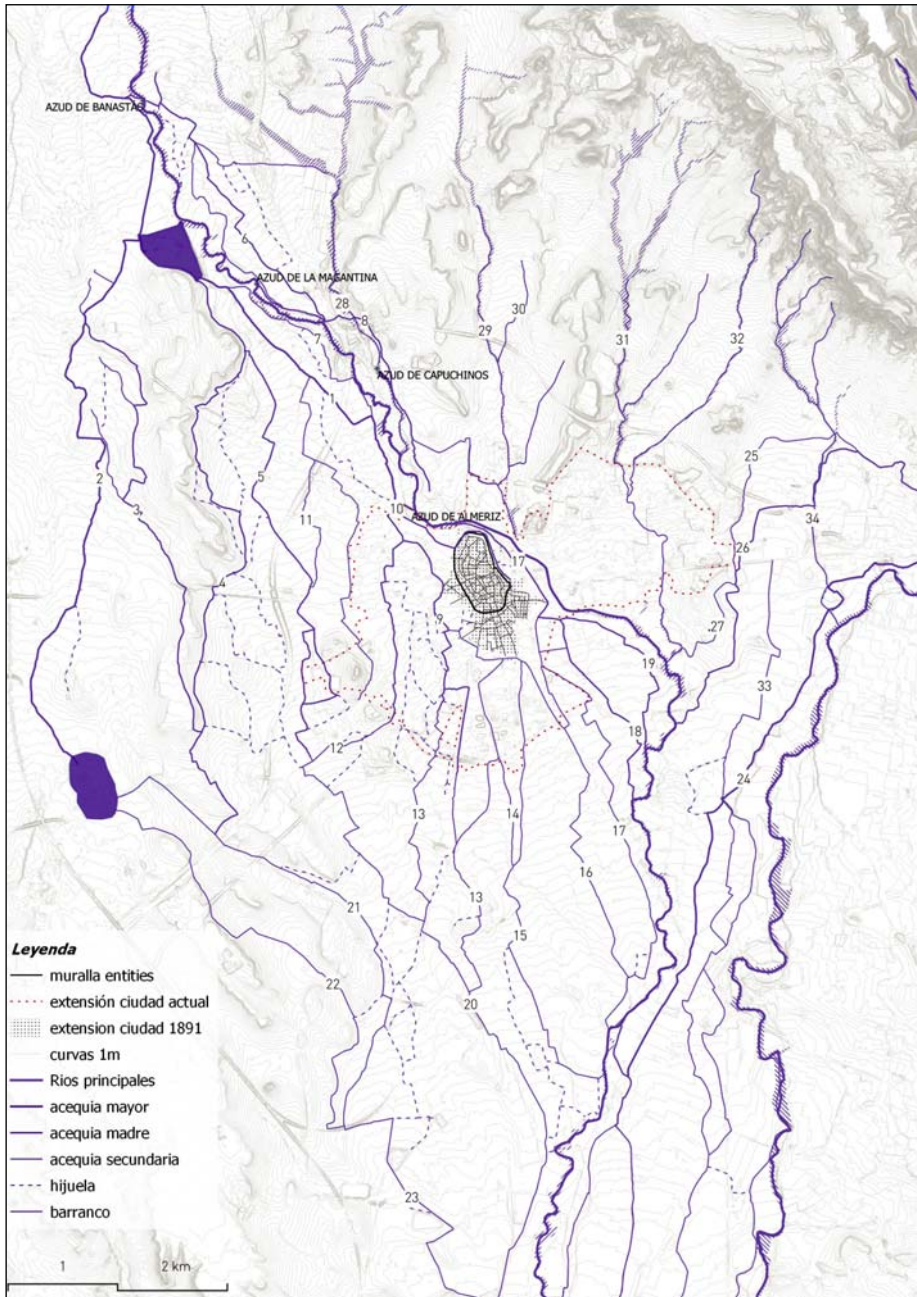 AZUD DE BANASTAS
6
AZUD DE LA MAGANTINA
28
8
7
29
30
31
32
AZUD DE CAPUCHINOS
1
2
3
5
11
25
10
AZUD DE ALMERIZ
34
17
26
4
9
27
19
33
18
12
24
13
14
17
16
21
13
15
22
20
23
Leyenda
muralla entities
extensión ciudad actual
extension ciudad 1891
curvas 1m
Rios principales
acequia mayor
acequia madre
acequia secundaria
hijuela
barranco
1
2 km